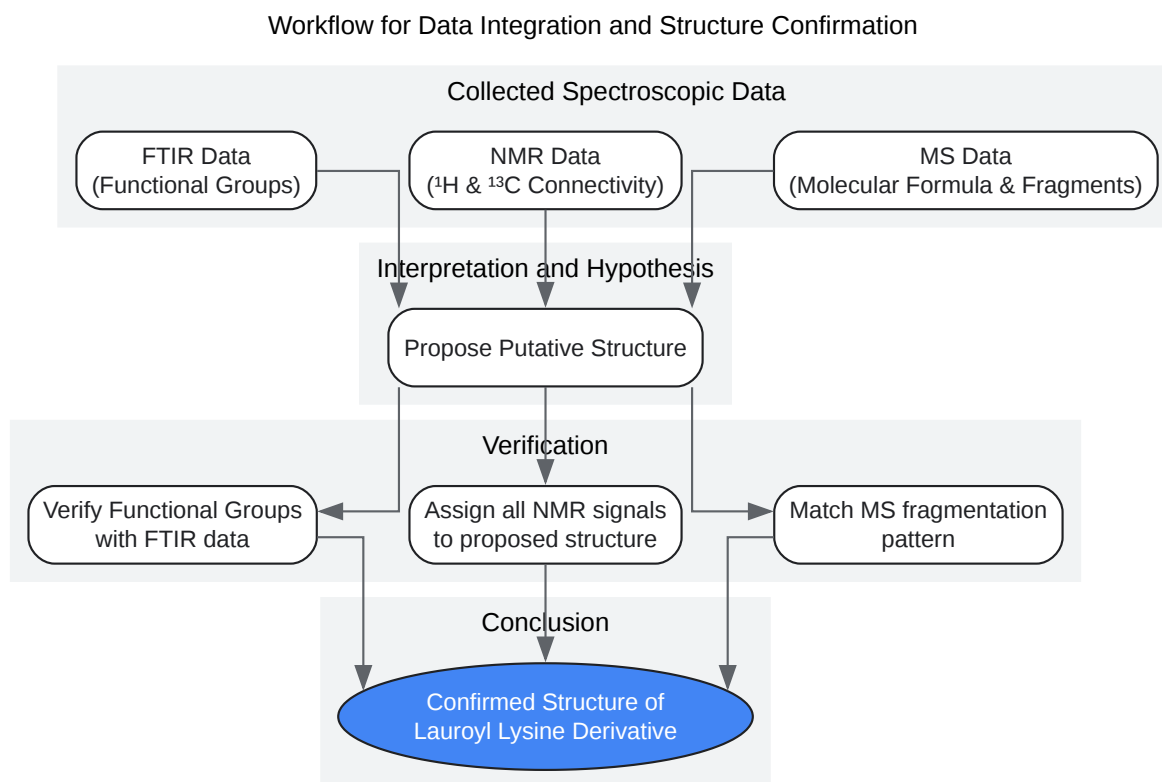 Workflow for Data Integration and Structure Confirmation
Collected Spectroscopic Data
FTIR Data
(Functional Groups)
NMR Data
(¹H & ¹³C Connectivity)
MS Data
(Molecular Formula & Fragments)
Interpretation and Hypothesis
Propose Putative Structure
Verification
Verify Functional Groups
with FTIR data
Assign all NMR signals
to proposed structure
Match MS fragmentation
pattern
Conclusion
Confirmed Structure of
Lauroyl Lysine Derivative